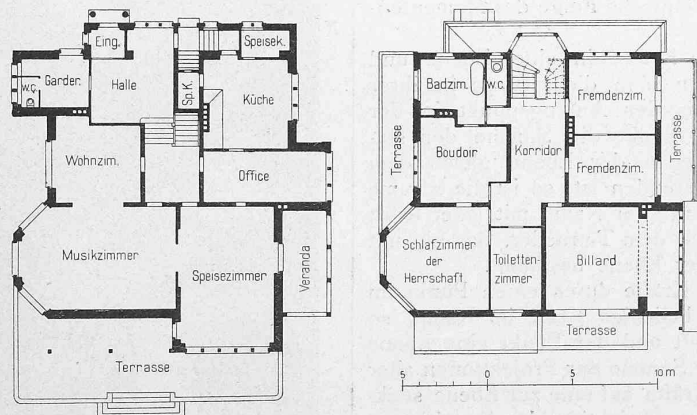 Eing.
Speisek.
W.C.
Garder.
Halle
Sp.K.
Küche
Wohnzim.
Office
Musikzimmer
Speisezimmer
Veranda
Terrasse
Badzim.
W.C.
Fremdenzim.
Terrasse
Boudoir
Korridor
Fremdenzim.
Terrasse
Schlafzimmer
der
Herrschaft.
Toiletten-
zimmer
Billard
Terrasse
5 0 5 10 m